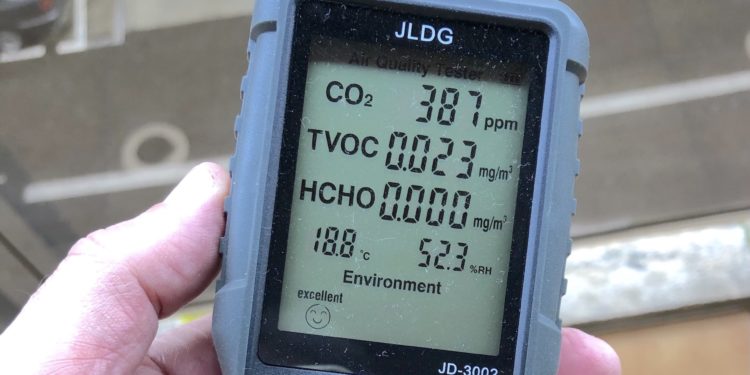 JLDG
Air Quality Tester
CO₂ 387 ppm
TVOC 0.023 mg/m³
HCHO 0.000 mg/m³
18.8 °C 52.3 %RH
Environment
excellent
JD-3002